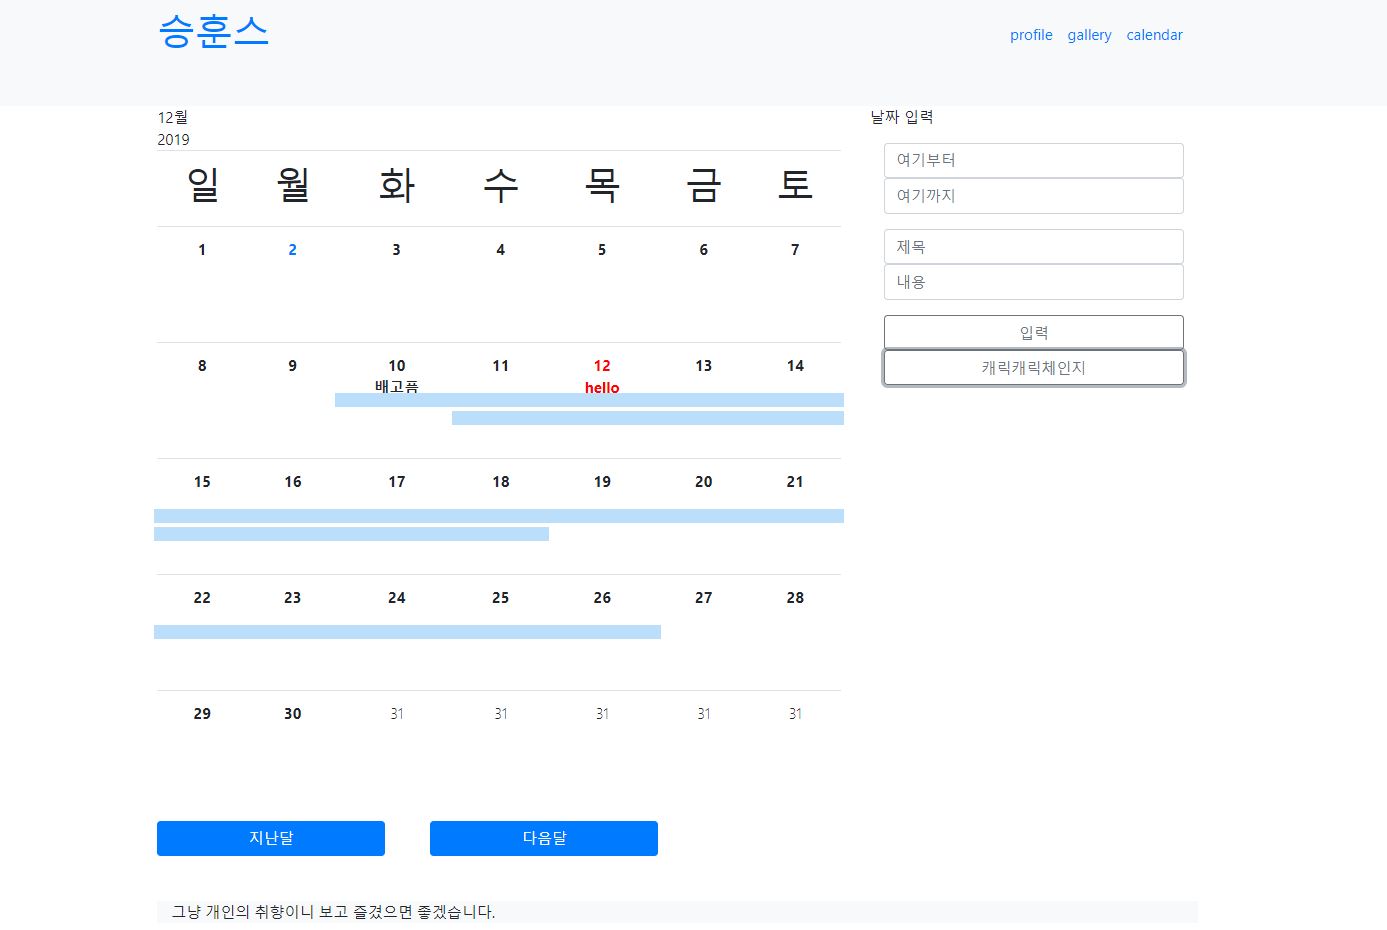 승훈스
profile gallery calendar
12월
2019
일 월 화 수 목 금 토
1 2 3 4 5 6 7
8 9 10 11 12 13 14
배고픔 hello
15 16 17 18 19 20 21
22 23 24 25 26 27 28
29 30 31 31 31 31 31
지난달 다음달
날짜 입력
여기부터
여기까지
제목
내용
입력
캐릭캐릭체인지
그냥 개인의 취향이니 보고 즐겼으면 좋겠습니다.